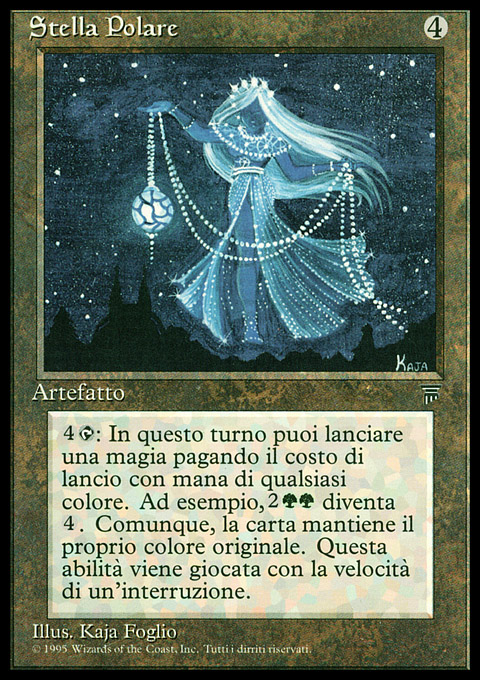 Stella Polare 4
KAJA
Artefatto
4 : In questo turno puoi lanciare
una magia pagando il costo di
lancio con mana di qualsiasi
colore. Ad esempio, 2 diventa
4 . Comunque, la carta mantiene il
proprio colore originale. Questa
abilità viene giocata con la velocità
di un'interruzione.
Illus. Kaja Foglio
© 1995 Wizards of the Coast, Inc. Tutti i dirriti riservati.